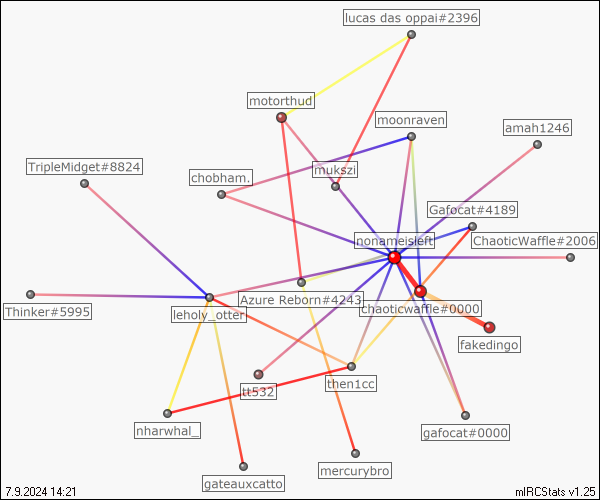 lucas das oppai#2396
motorthud
moonraven
amah1246
TripleMidget#8824
chobham.
mukszi
Gafocat#4189
nonameisleft
ChaoticWaffle#2006
Azure Reborn#4243
chaoticwaffle#0000
Thinker#5995
leholy_otter
fakedingo
tt532
then1cc
nharwhal_
gafocat#0000
mercurybro
gateauxcatto
7.9.2024 14:21
mIRCStats v1.25